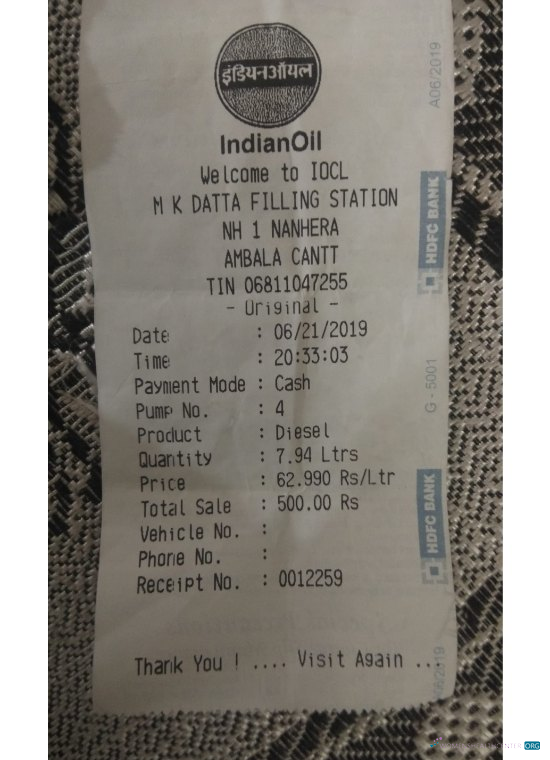 इंडियनऑयल
IndianOil
Welcome to IOCL
M K DATTA FILLING STATION
NH 1 NANHERA
AMBALA CANTT
TIN 06811047255
- Original -
Date : 06/21/2019
Time : 20:33:03
Payment Mode : Cash
Pump No. : 4
Product : Diesel
Quantity : 7.94 Ltrs
Price : 62.990 Rs/Ltr
Total Sale : 500.00 Rs
Vehicle No. :
Phone No. :
Receipt No. : 0012259
Thank You ! .... Visit Again ...
A06/2019
HDFC BANK
G - 5001
HDFC BANK